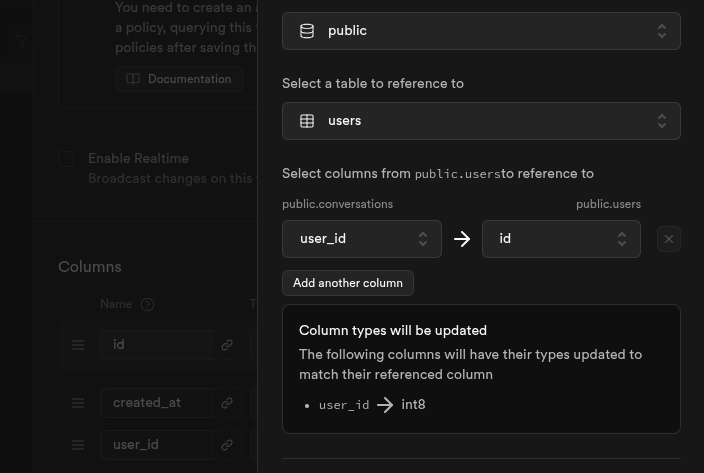 You need to create an
a policy, querying this
policies after saving th
Documentation
Enable Realtime
Broadcast changes on this
Columns
Name ?
T
id
created_at
user_id
public
Select a table to reference to
users
Select columns from public.users to reference to
public.conversations
public.users
user_id
id
Add another column
Column types will be updated
The following columns will have their types updated to
match their referenced column
• user_id → int8